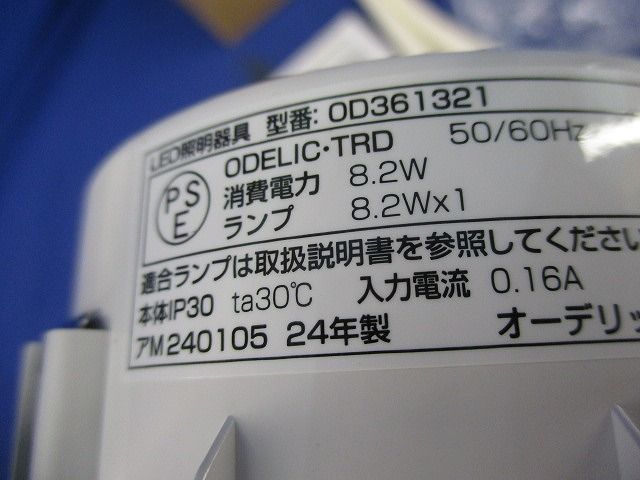 LED照明器具 型番: OD361321
PS
E
ODELIC・TRD 50/60Hz
消費電力 8.2W
ランプ 8.2Wx1
適合ランプは取扱説明書を参照してください
本体IP30 ta30℃ 入力電流 0.16A
アM240105 24年製 オーデリッ